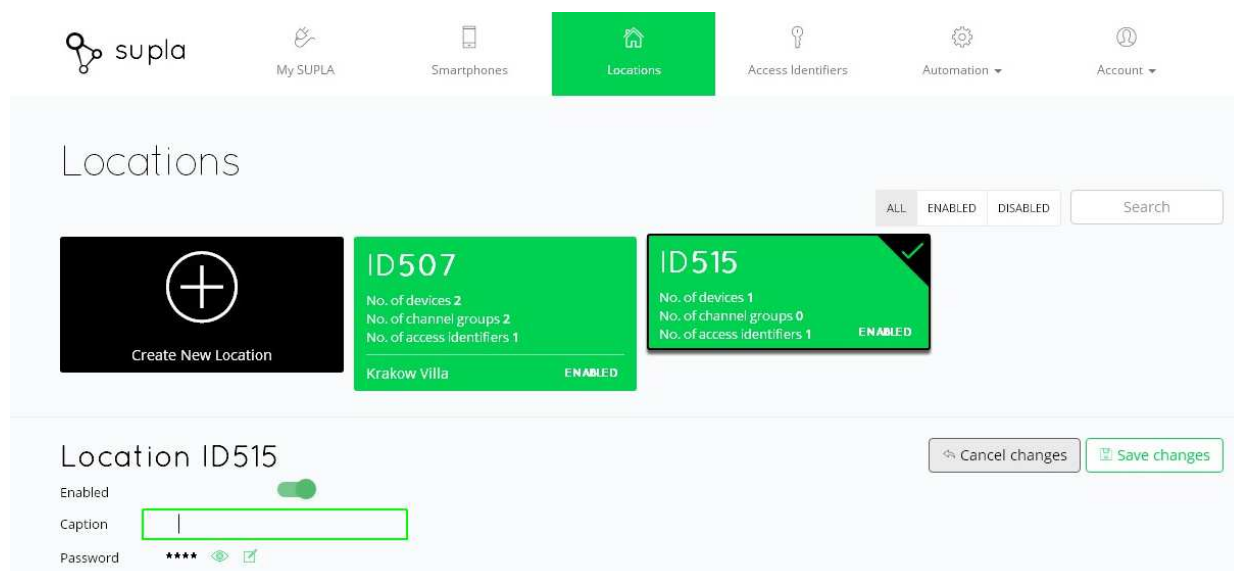 supla
My SUPLA
Smartphones
Locations
Access Identifiers
Automation
Account
Locations
ALL ENABLED DISABLED Search
Create New Location
ID507
No. of devices 2
No. of channel groups 2
No. of access identifiers 1
Krakow Villa ENABLED
ID515
No. of devices 1
No. of channel groups 0
No. of access identifiers 1 ENABLED
Location ID515
Cancel changes Save changes
Enabled
Caption
Password ****